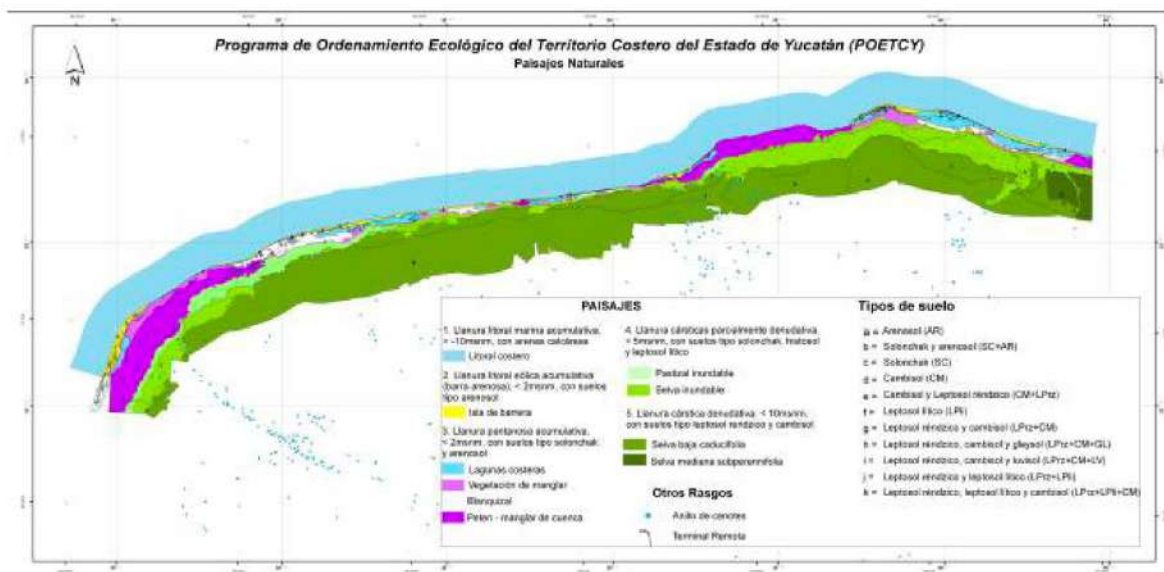 Programa de Ordenamiento Ecológico del Territorio Costero del Estado de Yucatán (POETCY)
Paisajes Naturales
N
PAISAJES
1. Llanura litoral marina acumulativa,
< -10msnm, con arenas calcáreas
Litoral costero
2. Llanura litoral eólica acumulativa
(barra arenosa), < 2msnm, con suelos
tipo arenosol
Isla de barrera
3. Llanura pantanosa acumulativa,
< 2msnm, con suelos tipo solonchak
y arenosol
Lagunas costeras
Vegetación de manglar
Blanquizal
Peten - manglar de cuenca
4. Llanura cársticas parcialmente denudativa
< 5msnm, con suelos tipo solonchak, histosol
y leptosol lítico
Pastizal inundable
Selva inundable
5. Llanura cárstica denudativa, < 10msnm,
con suelos tipo leptosol rendzico y cambisol
Selva baja caducifolia
Selva mediana subperennifolia
Otros Rasgos
Anillo de cenotes
Terminal Remota
Tipos de suelo
a = Arenosol (AR)
b = Solonchak y arenosol (SC+AR)
c = Solonchak (SC)
d = Cambisol (CM)
e = Cambisol y Leptosol réndzico (CM+LPrz)
f = Leptosol lítico (LPli)
g = Leptosol réndzico y cambisol (LPrz+CM)
h = Leptosol réndzico, cambisol y gleysol (LPrz+CM+GL)
i = Leptosol réndzico, cambisol y luvisol (LPrz+CM+LV)
j = Leptosol réndzico y leptosol lítico (LPrz+LPli)
k = Leptosol réndzico, leptosol lítico y cambisol (LPrz+LPli+CM)